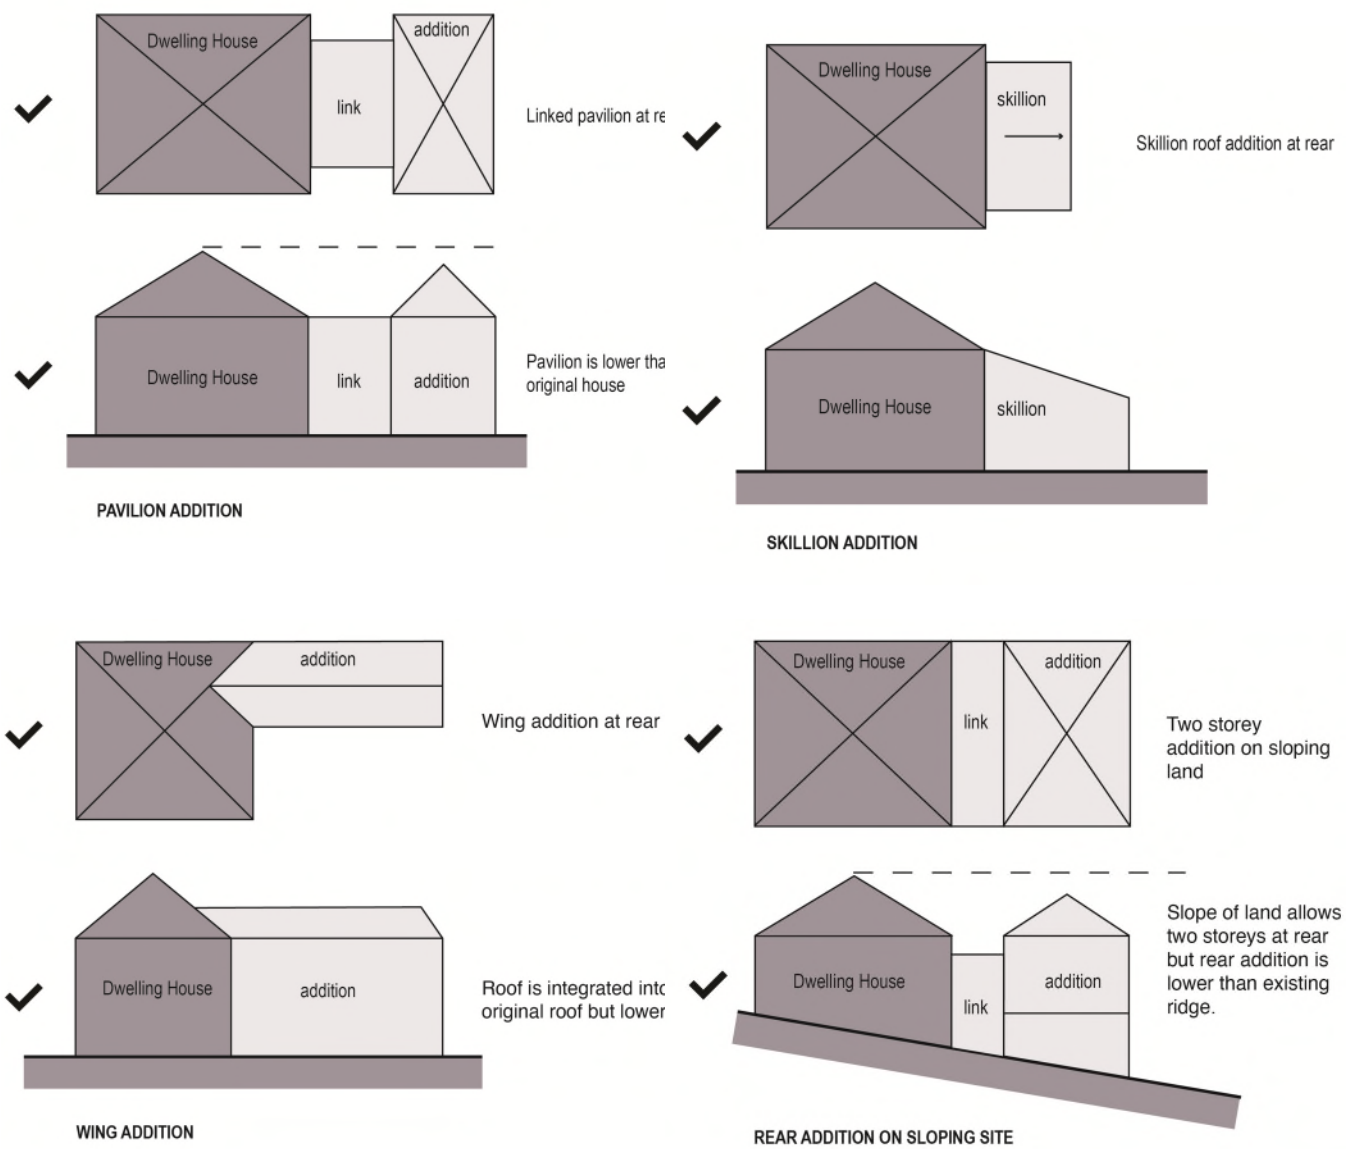 Dwelling House
link
addition
Linked pavilion at re
Dwelling House
link
addition
Pavilion is lower tha
original house
PAVILION ADDITION
Dwelling House
skillion
Skillion roof addition at rear
Dwelling House
skillion
SKILLION ADDITION
Dwelling House
addition
Wing addition at rear
Dwelling House
addition
Roof is integrated intc
original roof but lower
WING ADDITION
Dwelling House
link
addition
Two storey
addition on sloping
land
Dwelling House
link
addition
Slope of land allows
two storeys at rear
but rear addition is
lower than existing
ridge.
REAR ADDITION ON SLOPING SITE